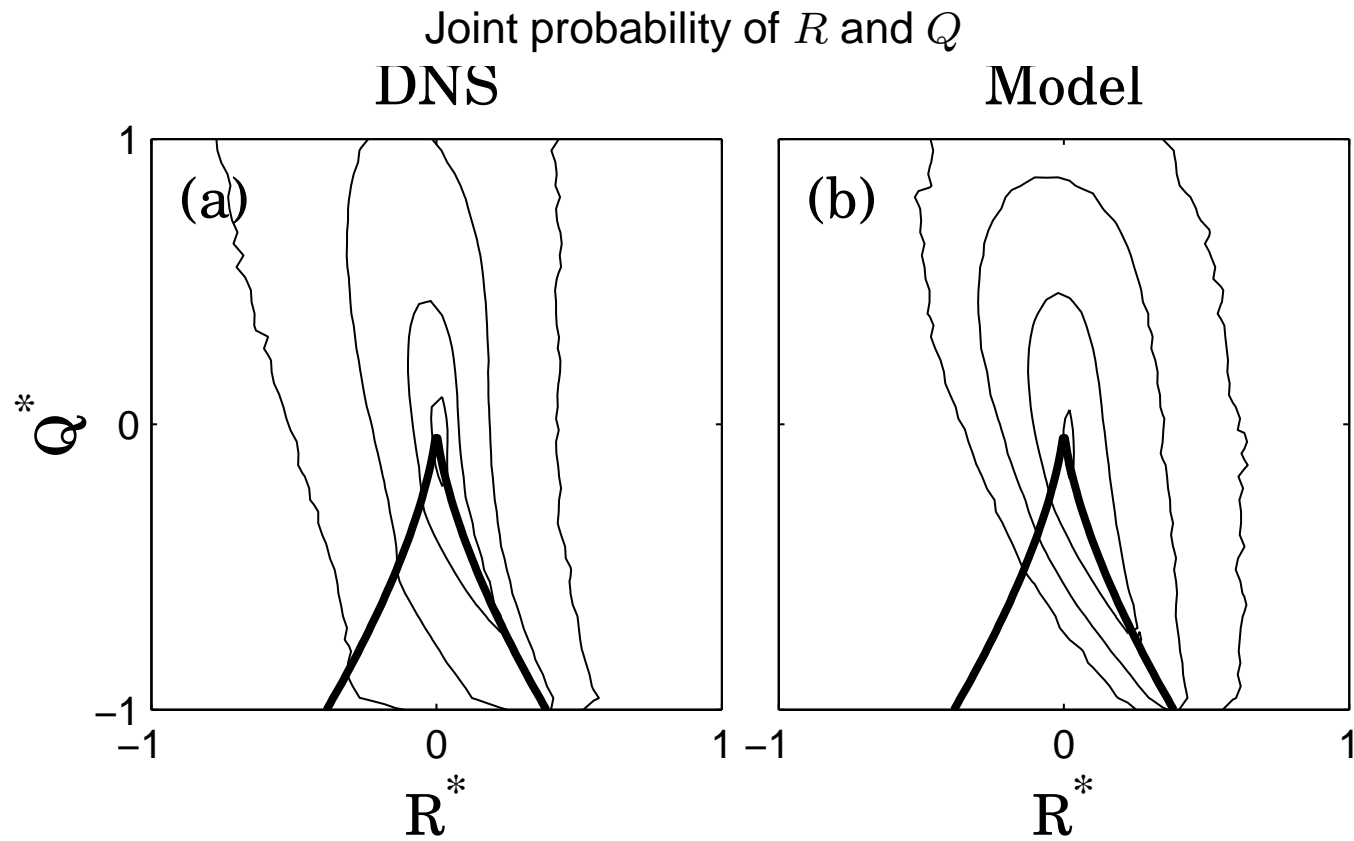 Joint probability of R and Q
DNS
Model
(a)
(b)
1
0
−1
Q*
−1
0
1
−1
0
1
R*
R*